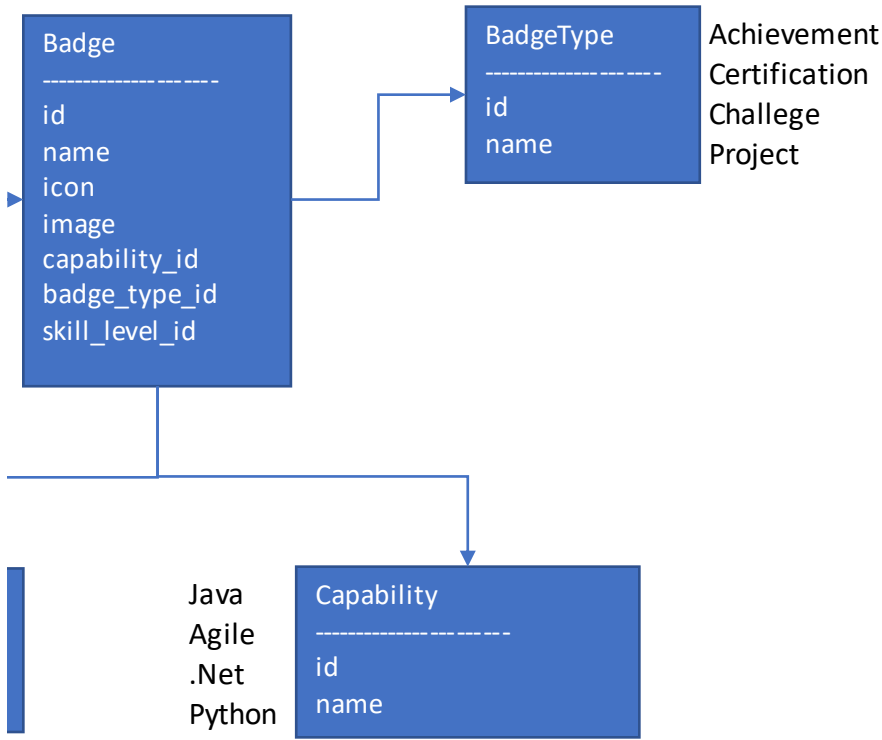 Badge
---------------------
id
name
icon
image
capability_id
badge_type_id
skill_level_id
BadgeType
---------------------
id
name
Achievement
Certification
Challege
Project
Java
Agile
.Net
Python
Capability
-----------------------
id
name